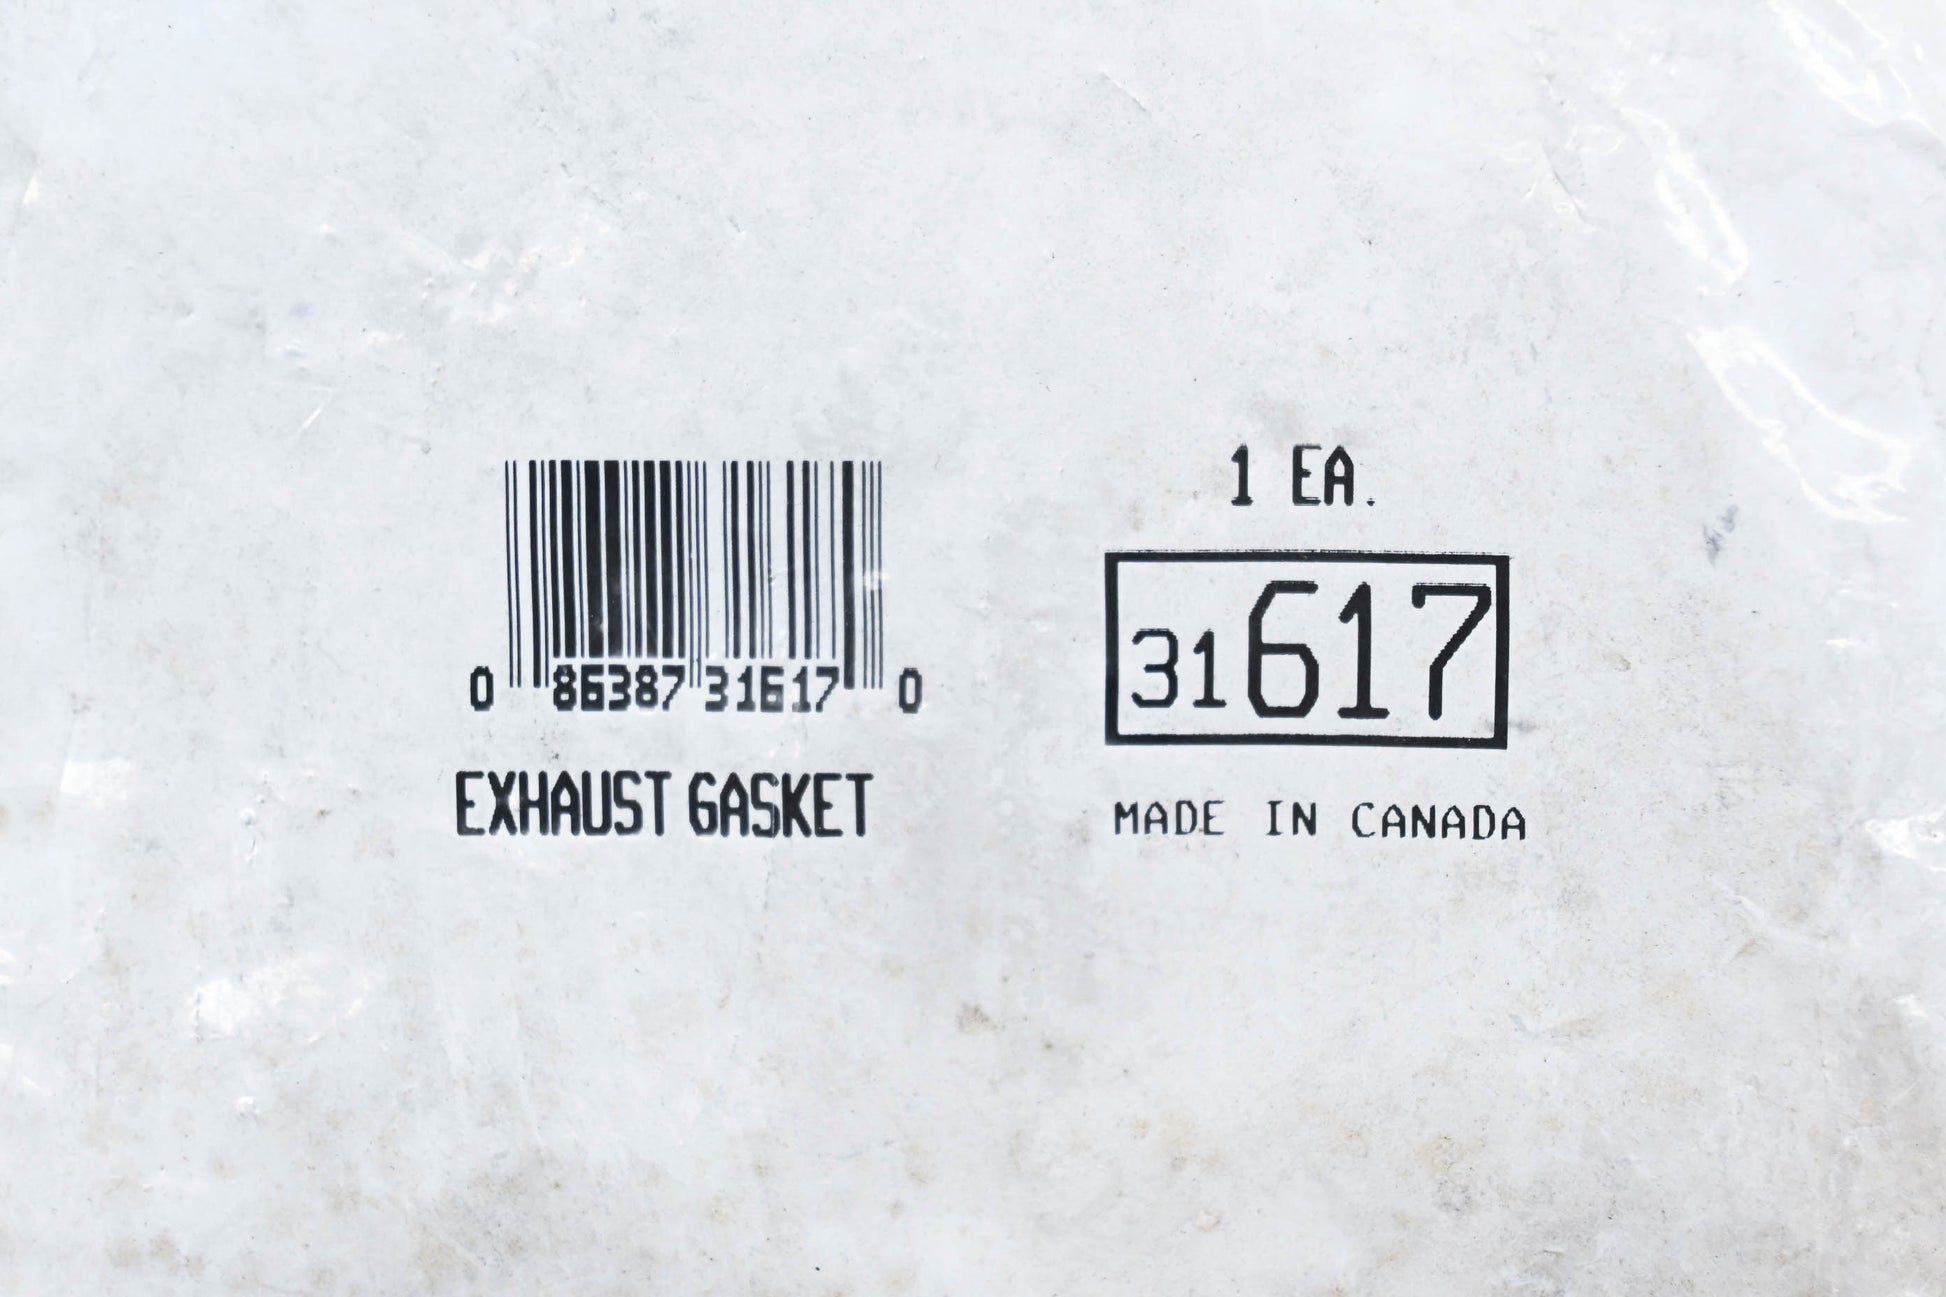 0 86387 31617 0
EXHAUST GASKET
1 EA.
31617
MADE IN CANADA